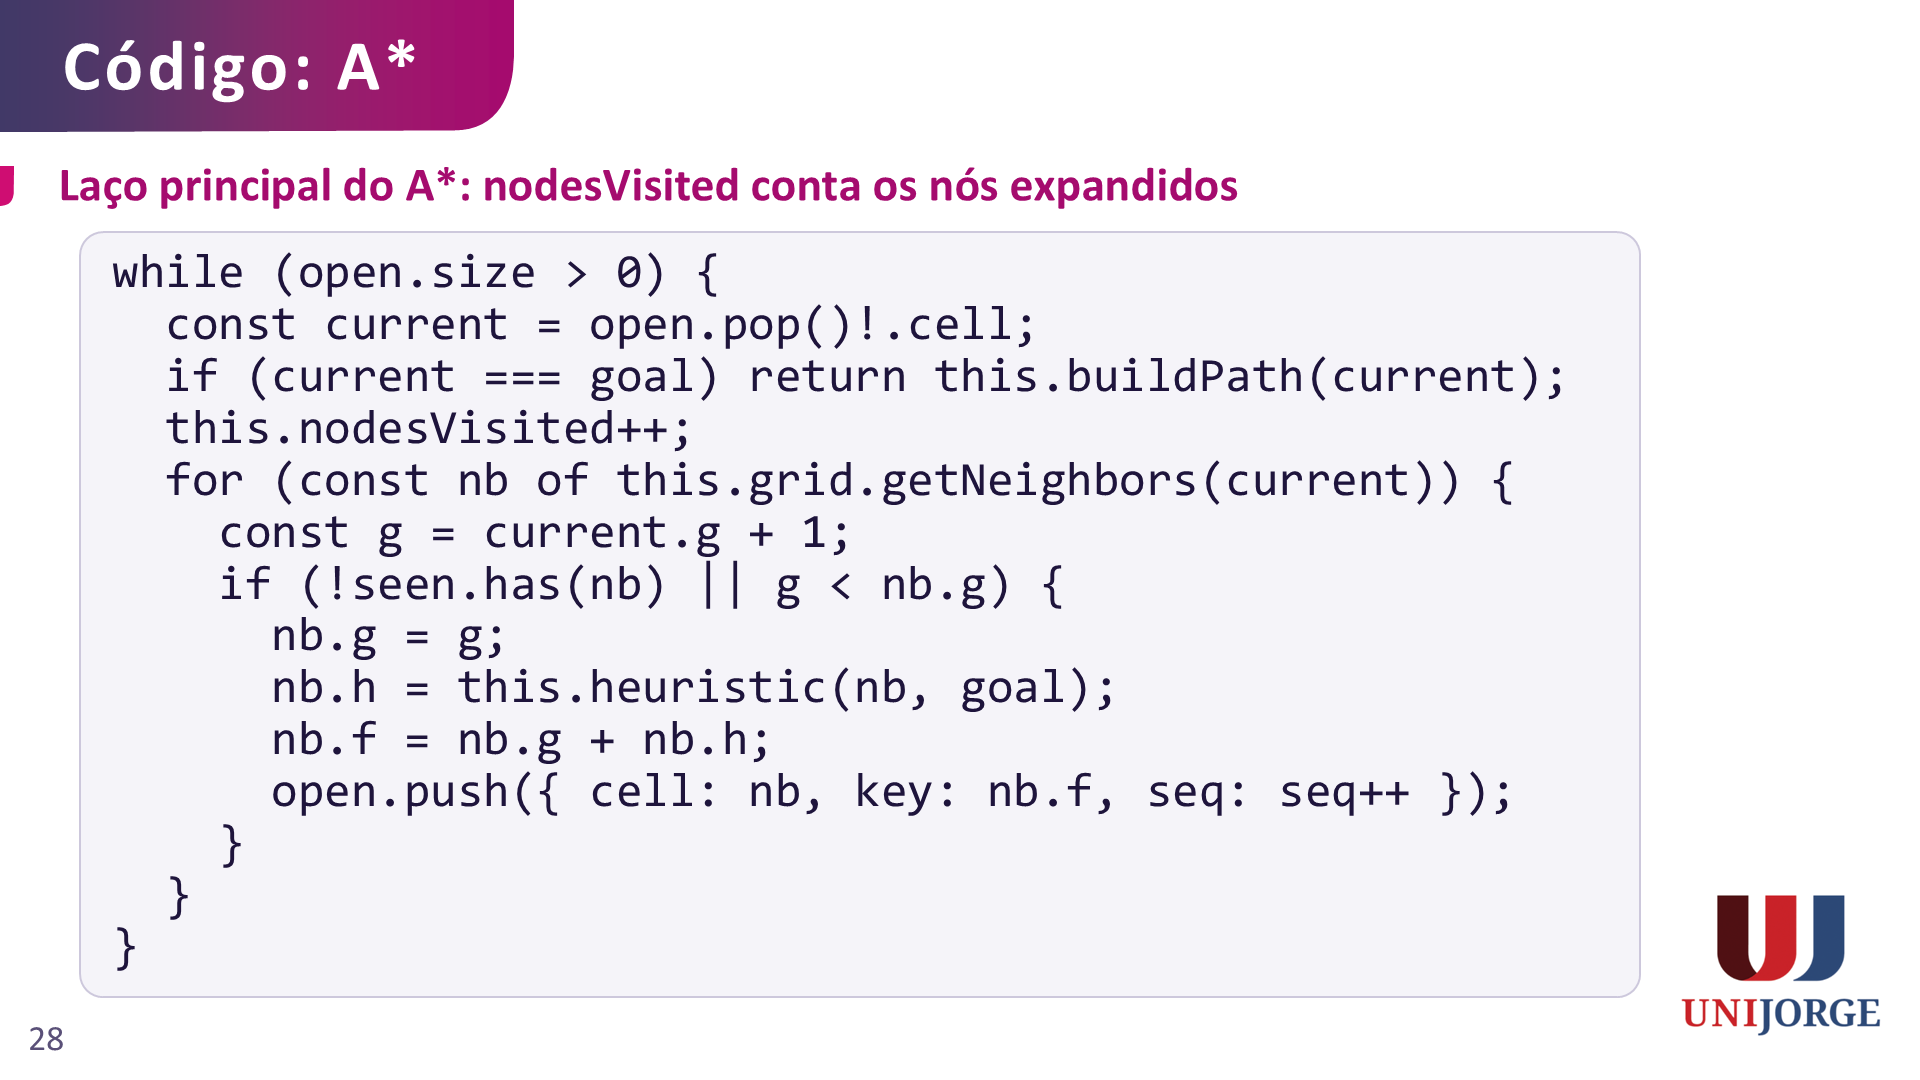 Código: A*
Laço principal do A*: nodesVisited conta os nós expandidos
while (open.size > 0) {
  const current = open.pop()!.cell;
  if (current === goal) return this.buildPath(current);
  this.nodesVisited++;
  for (const nb of this.grid.getNeighbors(current)) {
    const g = current.g + 1;
    if (!seen.has(nb) || g < nb.g) {
      nb.g = g;
      nb.h = this.heuristic(nb, goal);
      nb.f = nb.g + nb.h;
      open.push({ cell: nb, key: nb.f, seq: seq++ });
    }
  }
}
UNIJORGE
28